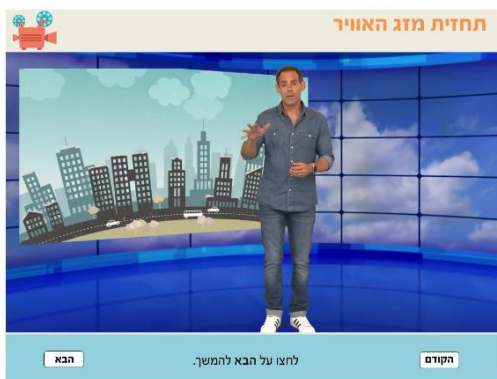 תחזית מזג האוויר
הקודם
לחצו על הבא להמשך.
הבא